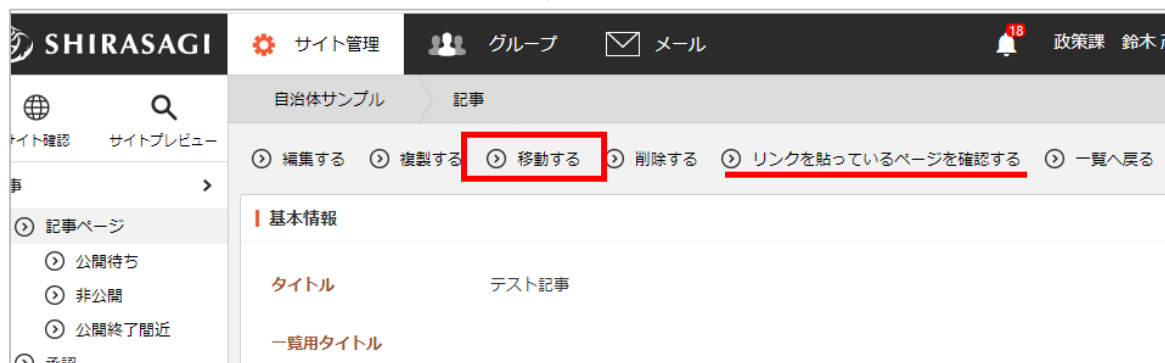 SHIRASAGI サイト管理 グループ メール 18 政策課 鈴木
自治体サンプル 記事
サイト確認 サイトプレビュー
編集する 複製する 移動する 削除する リンクを貼っているページを確認する 一覧へ戻る
記事ページ
基本情報
公開待ち
タイトル テスト記事
非公開
公開終了間近
一覧用タイトル
承認